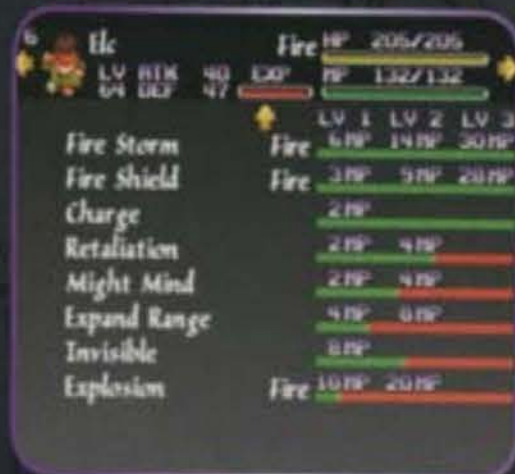 6 Elc Fire HP 206/206
LV ATK 40 EXP MP 132/132
64 DEF 47
LV 1 LV 2 LV 3
Fire Storm Fire 6 MP 14 MP 30 MP
Fire Shield Fire 3 MP 9 MP 28 MP
Charge 2 MP
Retaliation 2 MP 4 MP
Might Mind 2 MP 4 MP
Expand Range 4 MP 8 MP
Invisible 8 MP
Explosion Fire 10 MP 20 MP